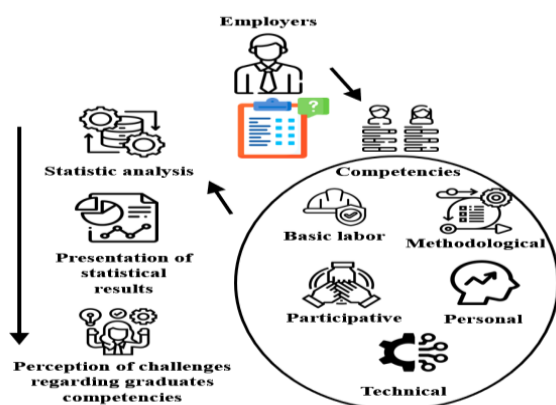 Employers
Competencies
Basic labor
Methodological
Participative
Personal
Technical
Statistic analysis
Presentation of
statistical
results
Perception of challenges
regarding graduates
competencies